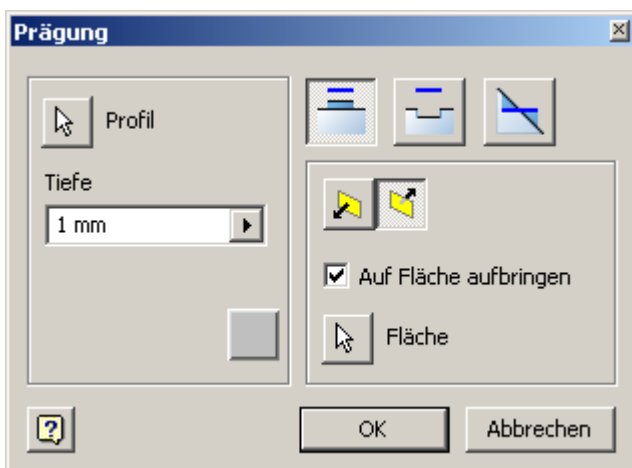 Prägung
Profil
Tiefe
1 mm
Auf Fläche aufbringen
Fläche
OK
Abbrechen